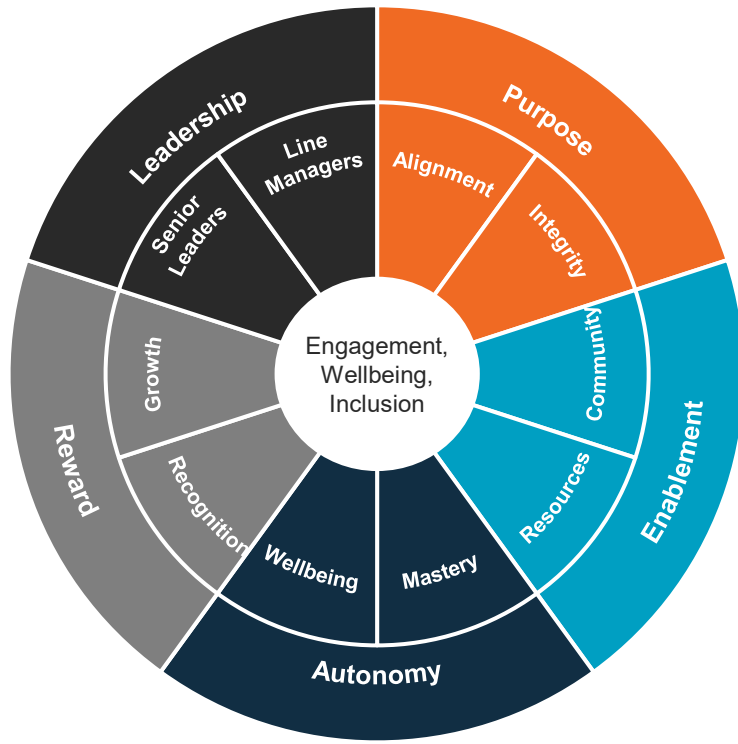 Leadership
Purpose
Line
Managers
Alignment
Senior
Leaders
Integrity
Growth
Engagement,
Wellbeing,
Inclusion
Community
Reward
Recognition
Resources
Enablement
Wellbeing
Mastery
Autonomy